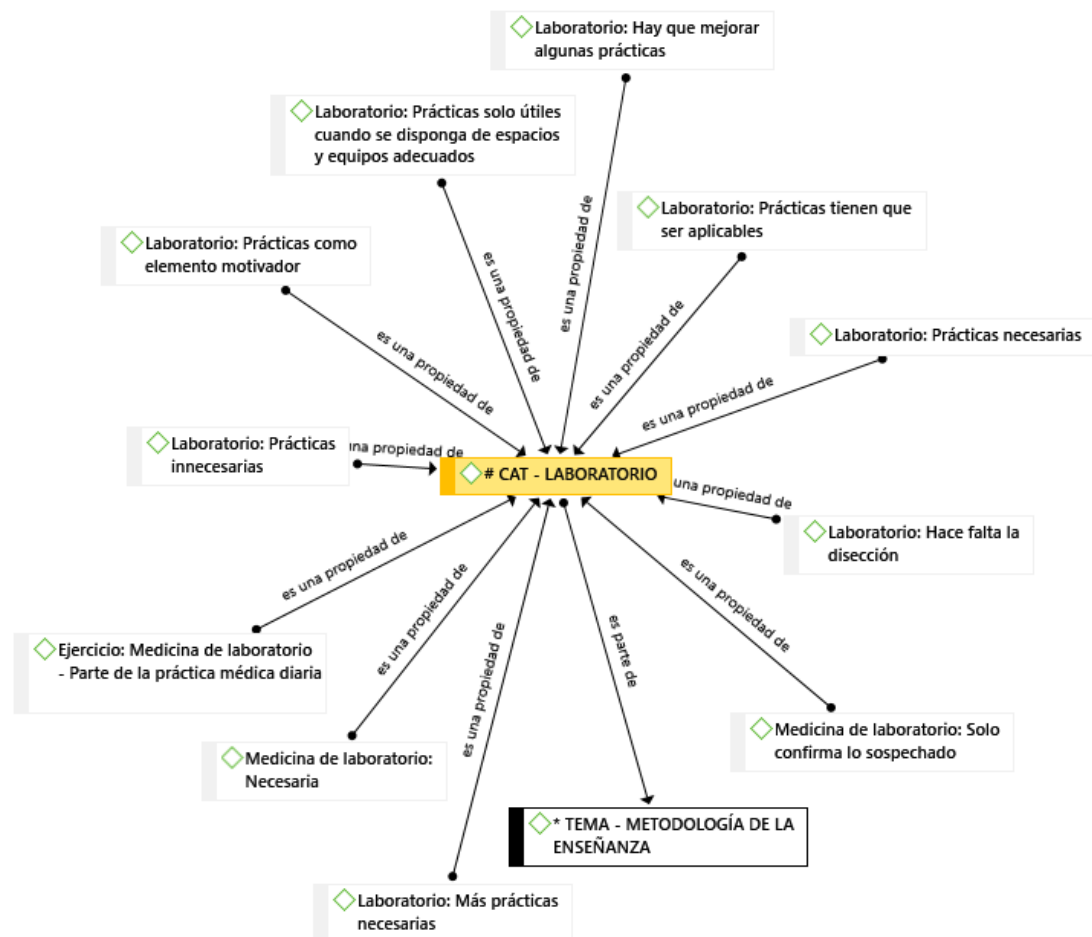 Laboratorio: Hay que mejorar
algunas prácticas
Laboratorio: Prácticas solo útiles
cuando se disponga de espacios
y equipos adecuados
Laboratorio: Prácticas tienen que
ser aplicables
Laboratorio: Prácticas como
elemento motivador
Laboratorio: Prácticas necesarias
es una propiedad de
es una propiedad de
es una propiedad de
es una propiedad de
es una propiedad de
Laboratorio: Prácticas
innecesarias
una propiedad de
# CAT - LABORATORIO
una propiedad de
Laboratorio: Hace falta la
disección
es una propiedad de
es una propiedad de
es una propiedad de
es parte de
es una propiedad de
Ejercicio: Medicina de laboratorio
- Parte de la práctica médica diaria
Medicina de laboratorio:
Necesaria
Medicina de laboratorio: Solo
confirma lo sospechado
* TEMA - METODOLOGÍA DE LA
ENSEÑANZA
Laboratorio: Más prácticas
necesarias